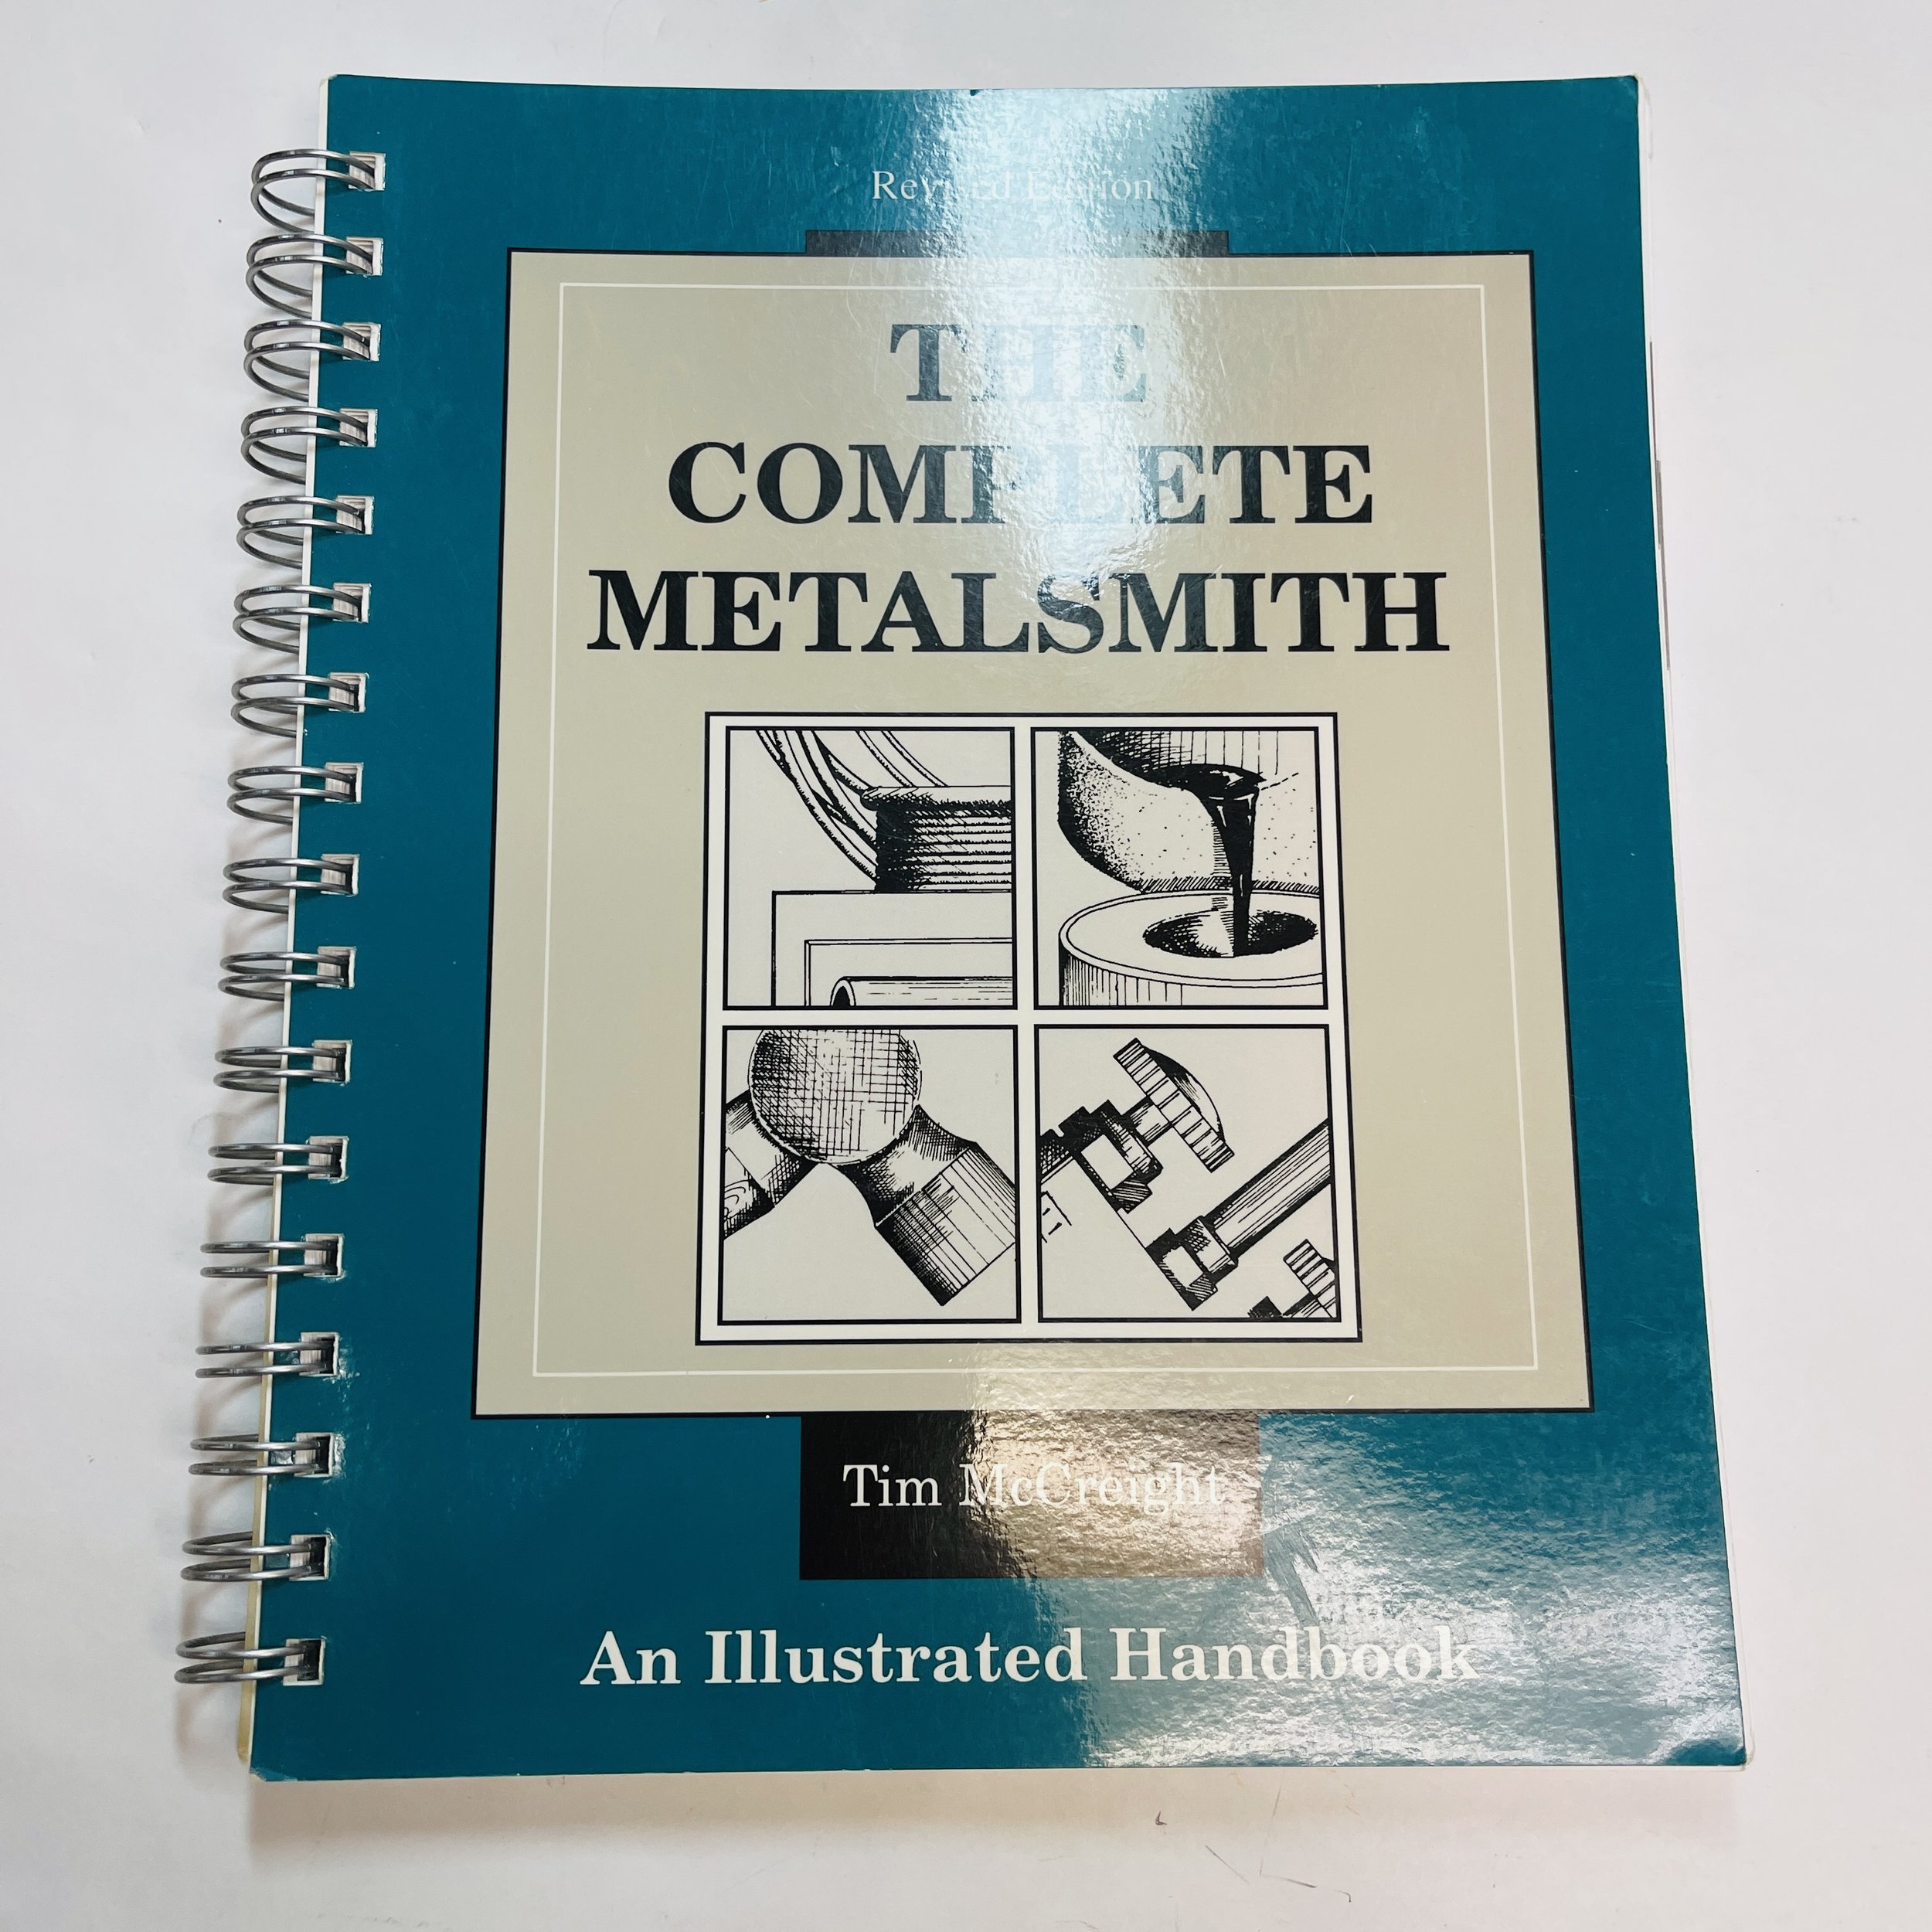 Revised Edition
THE
COMPLETE
METALSMITH
Tim McCreight
An Illustrated Handbook